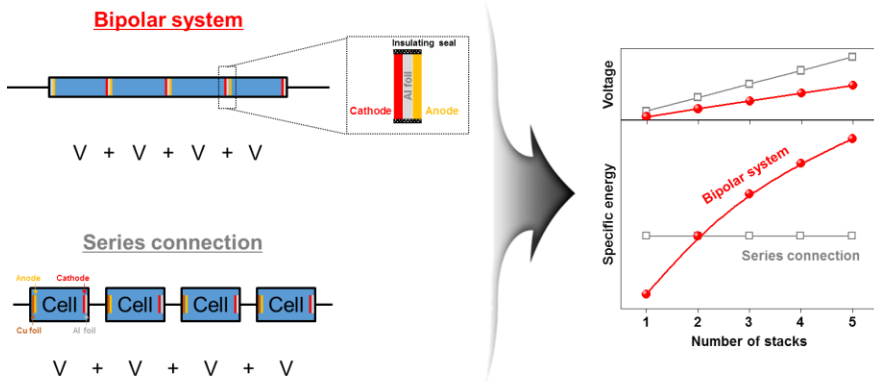 Bipolar system
Insulating seal
Al foil
Cathode
Anode
V + V + V + V
Series connection
Anode
Cathode
Cell
Cell
Cell
Cell
Cu foil
Al foil
V + V + V + V
Voltage
Specific energy
Bipolar system
Series connection
1 2 3 4 5
Number of stacks